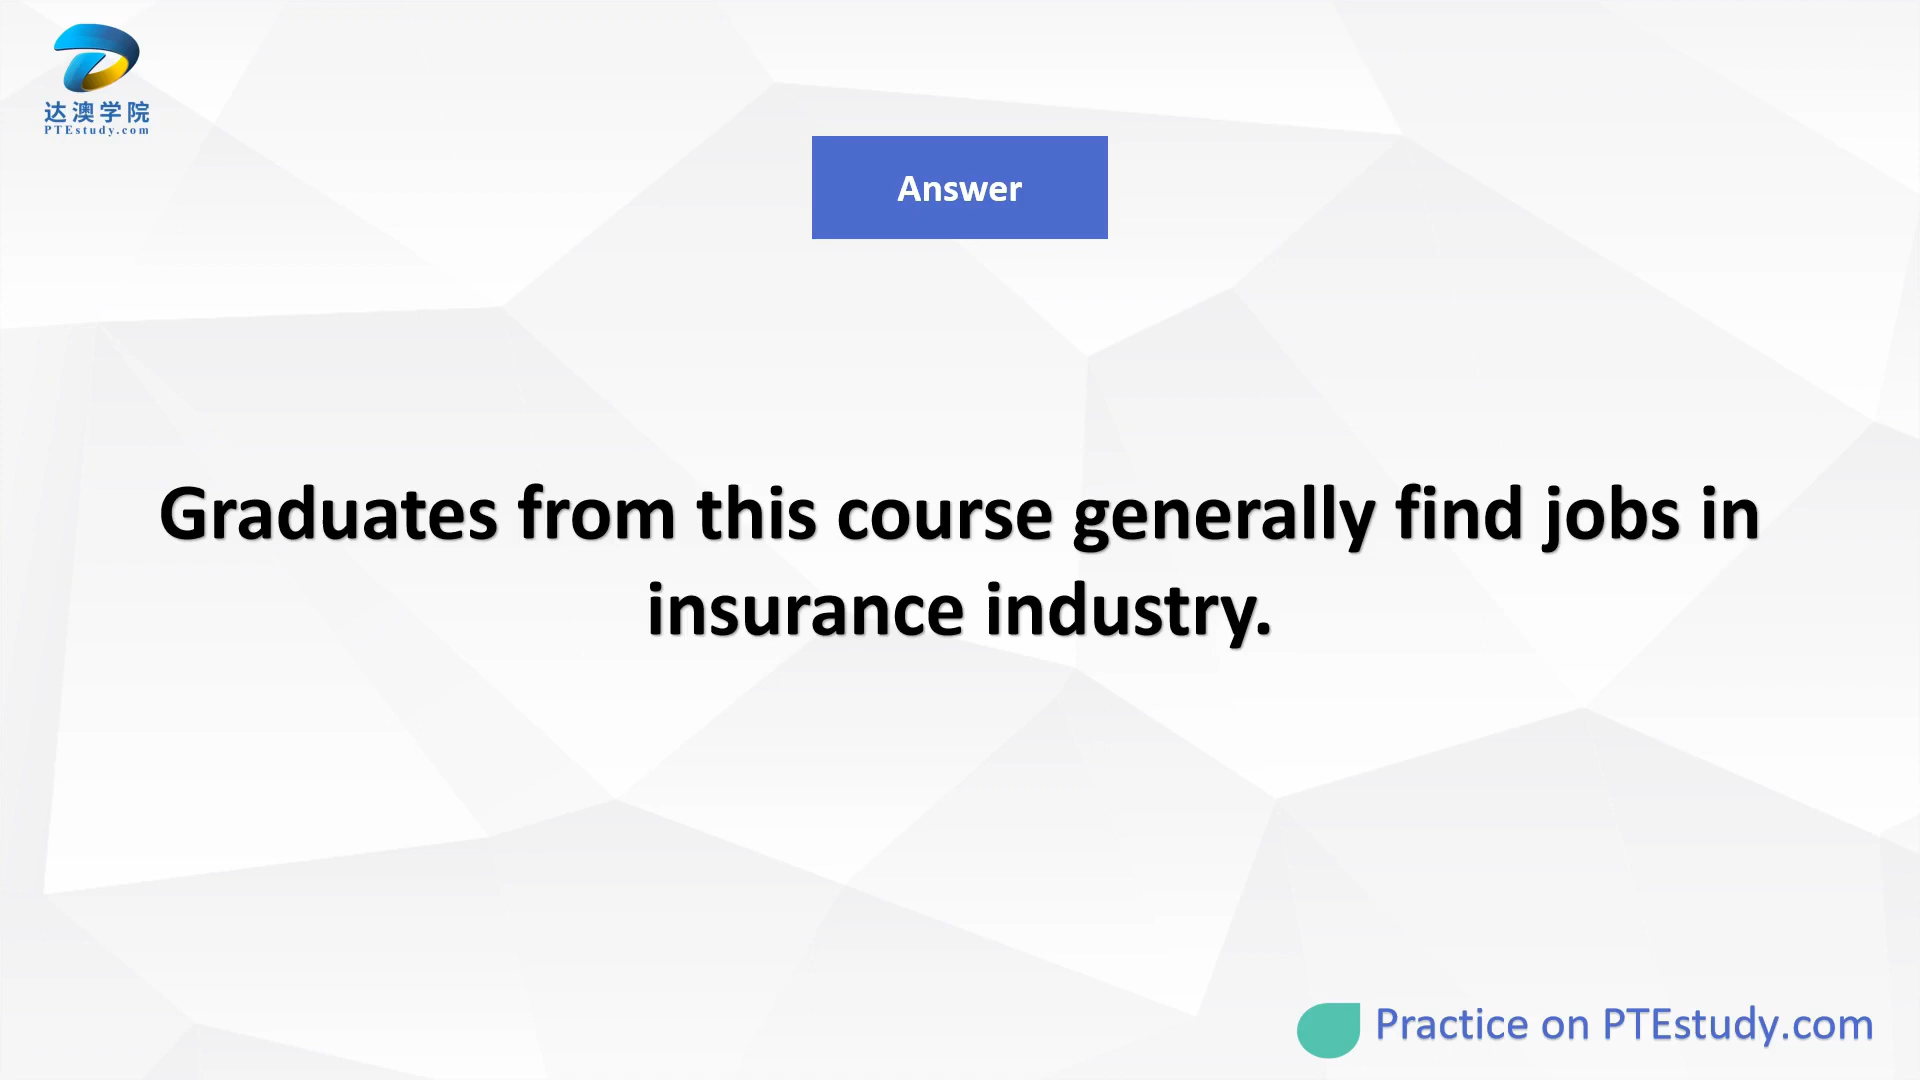 达澳学院
PTEstudy.com
Answer
Graduates from this course generally find jobs in
insurance industry.
Practice on PTEstudy.com